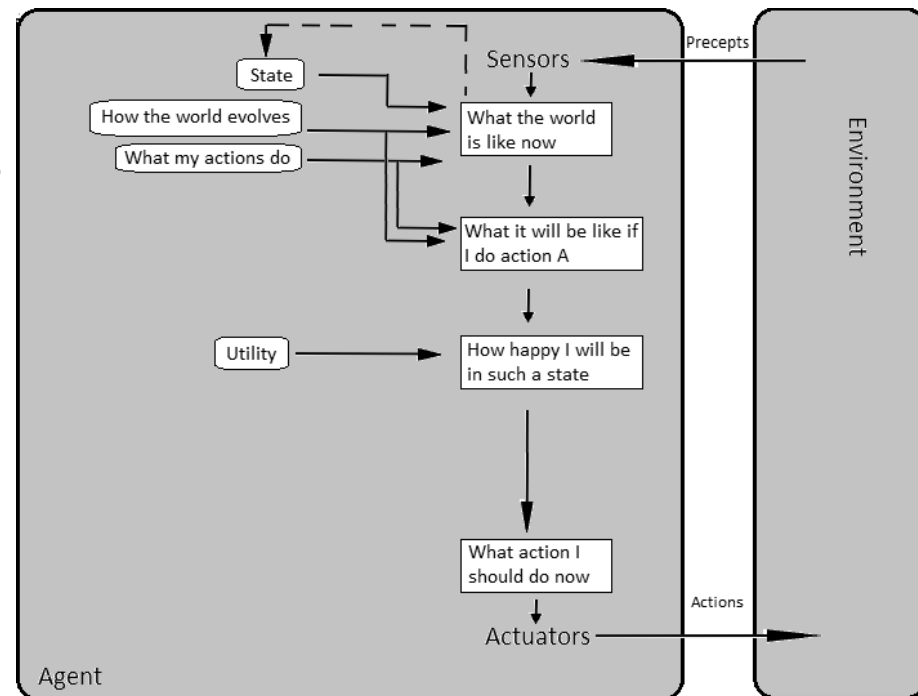 Precepts
Sensors
State
How the world evolves
What the world
is like now
What my actions do
Environment
What it will be like if
I do action A
Utility
How happy I will be
in such a state
What action I
should do now
Actions
Actuators
Agent